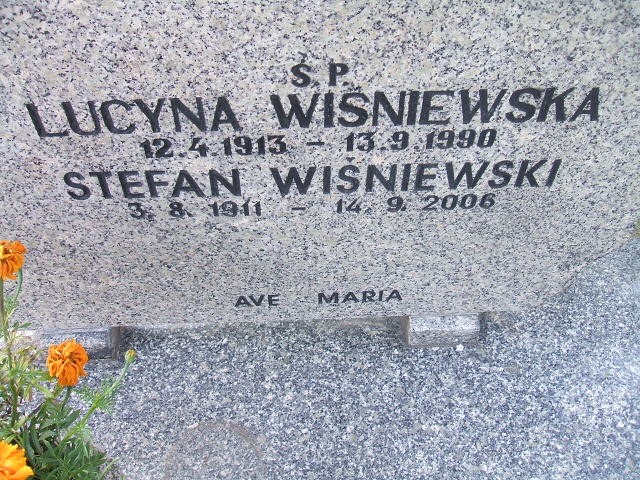 Ś.P.
LUCYNA WIŚNIEWSKA
12.4.1913 - 13.9.1990
STEFAN WIŚNIEWSKI
3.8.1911 - 14.9.2006
AVE MARIA